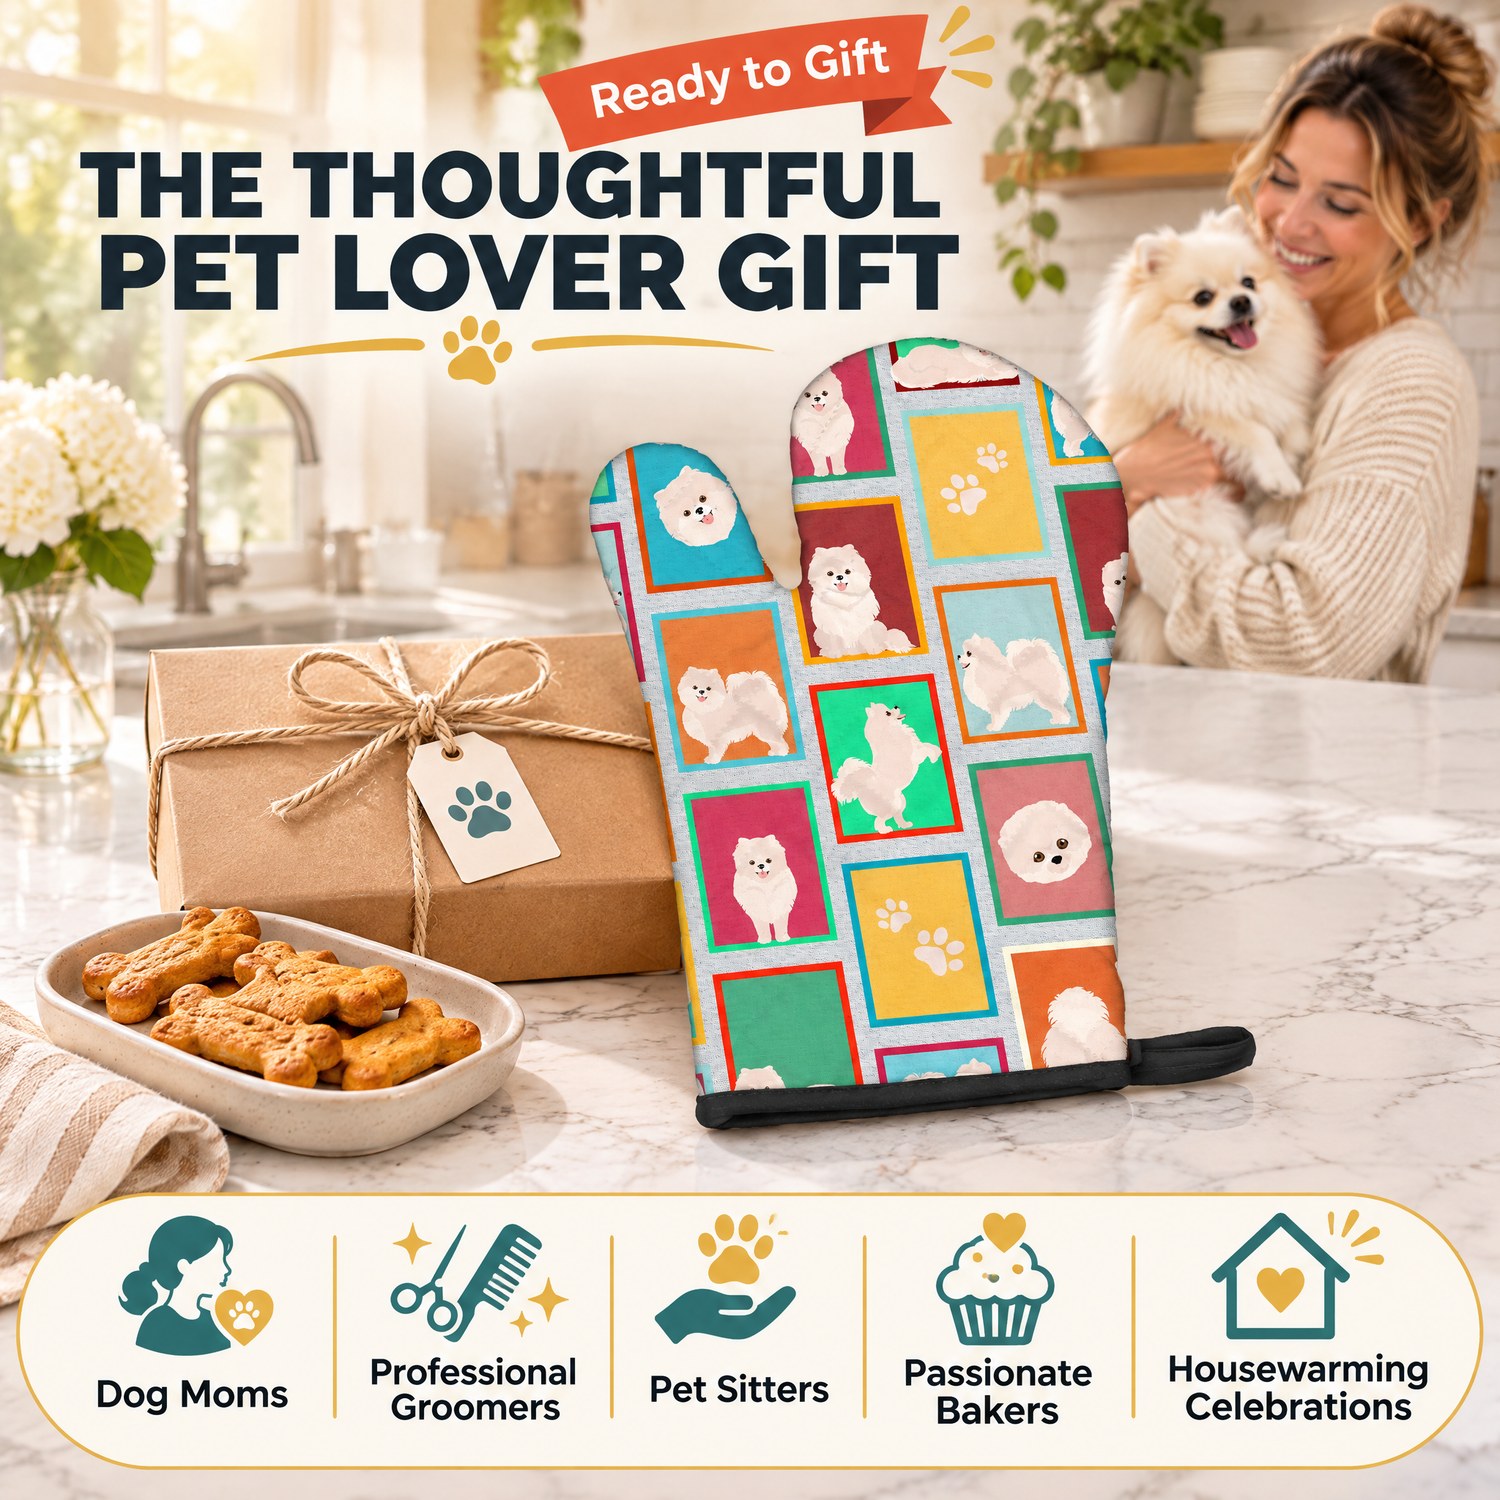 Ready to Gift
THE THOUGHTFUL
PET LOVER GIFT
Dog Moms
Professional
Groomers
Pet Sitters
Passionate
Bakers
Housewarming
Celebrations